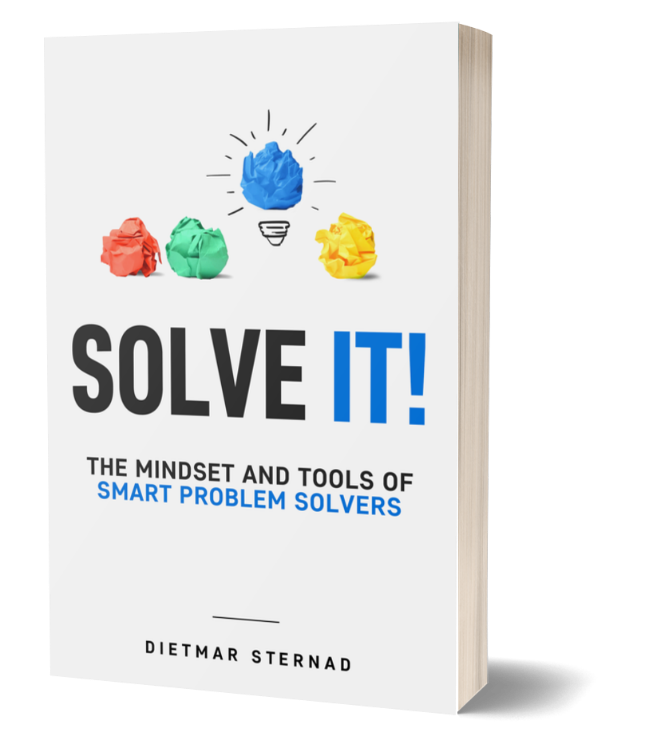 SOLVE IT!
THE MINDSET AND TOOLS OF
SMART PROBLEM SOLVERS
DIETMAR STERNAD